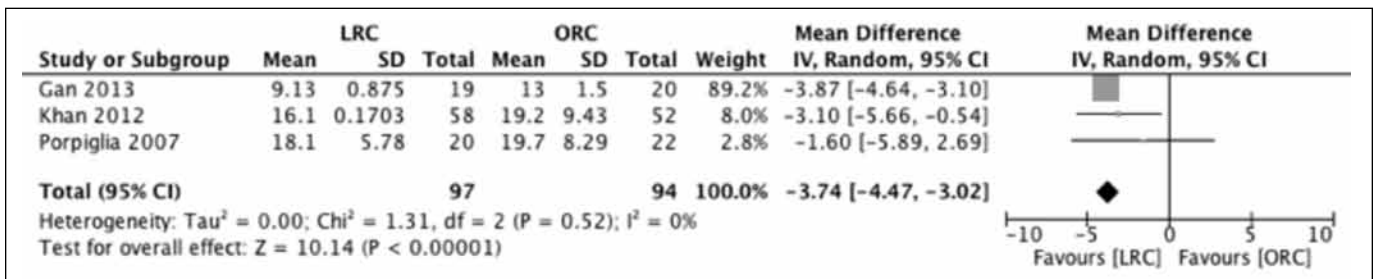 LRC ORC Mean Difference Mean Difference
Study or Subgroup Mean SD Total Mean SD Total Weight IV, Random, 95% CI IV, Random, 95% CI
Gan 2013 9.13 0.875 19 13 1.5 20 89.2% -3.87 [-4.64, -3.10]
Khan 2012 16.1 0.1703 58 19.2 9.43 52 8.0% -3.10 [-5.66, -0.54]
Porpiglia 2007 18.1 5.78 20 19.7 8.29 22 2.8% -1.60 [-5.89, 2.69]
Total (95% CI) 97 94 100.0% -3.74 [-4.47, -3.02]
Heterogeneity: Tau² = 0.00; Chi² = 1.31, df = 2 (P = 0.52); I² = 0%
Test for overall effect: Z = 10.14 (P < 0.00001)
-10 -5 0 5 10
Favours [LRC] Favours [ORC]